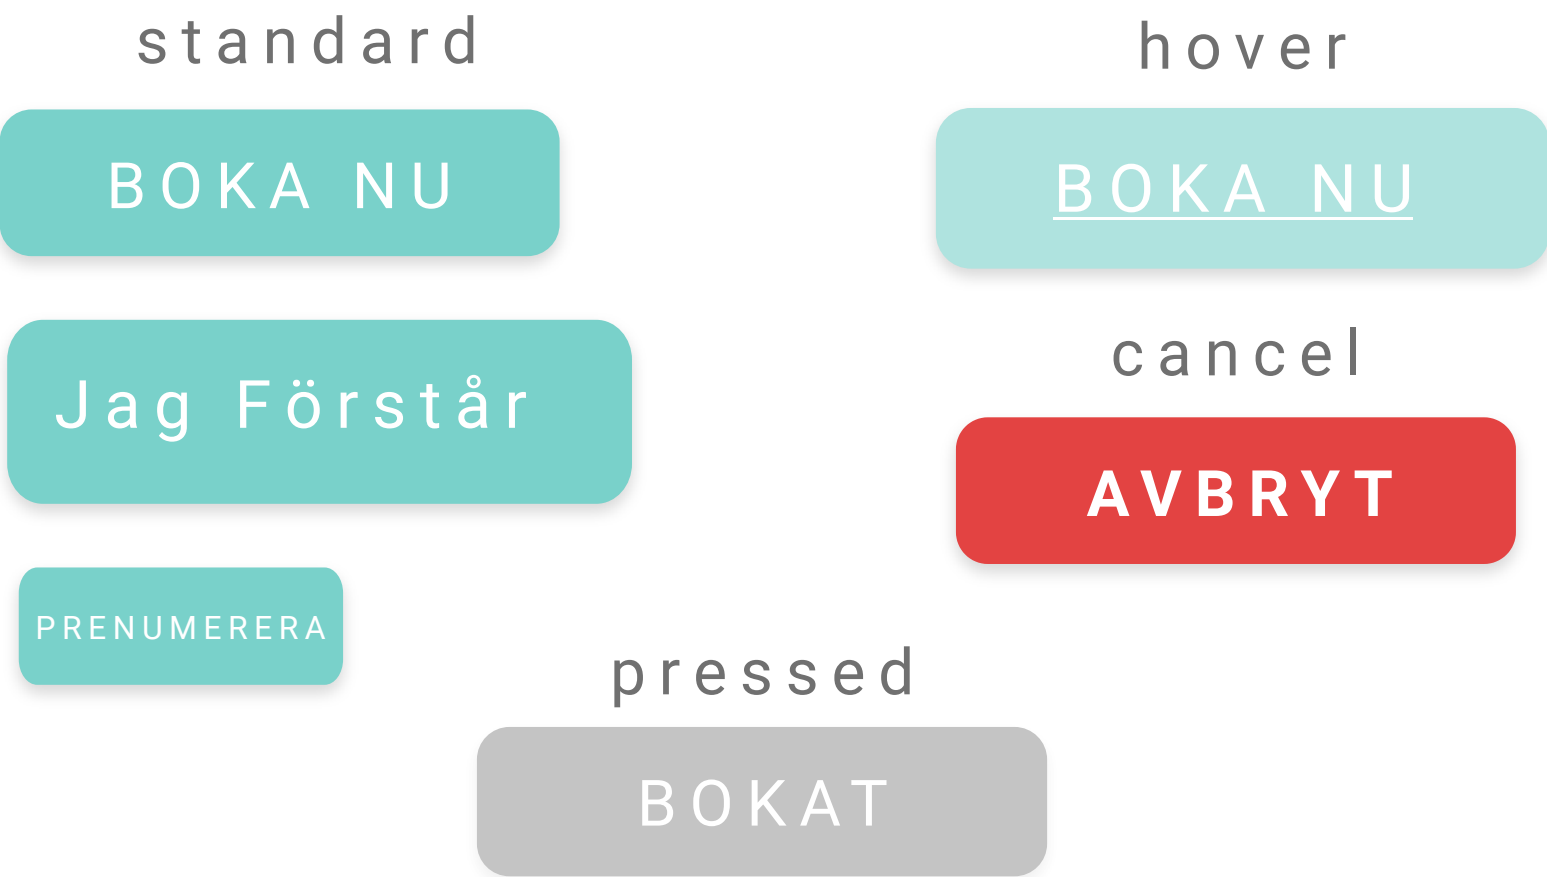 standard
BOKA NU
Jag Förstår
PRENUMERERA
hover
BOKA NU
cancel
AVBRYT
pressed
BOKAT